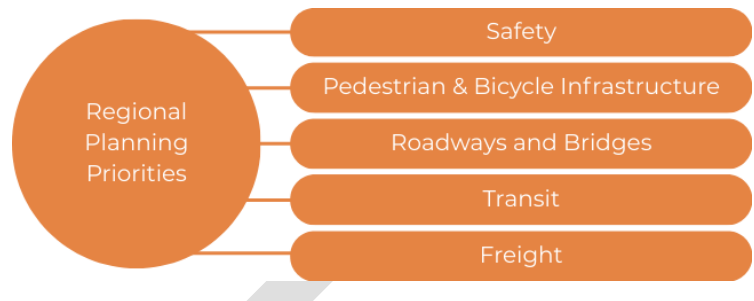 Regional
Planning
Priorities
Safety
Pedestrian & Bicycle Infrastructure
Roadways and Bridges
Transit
Freight